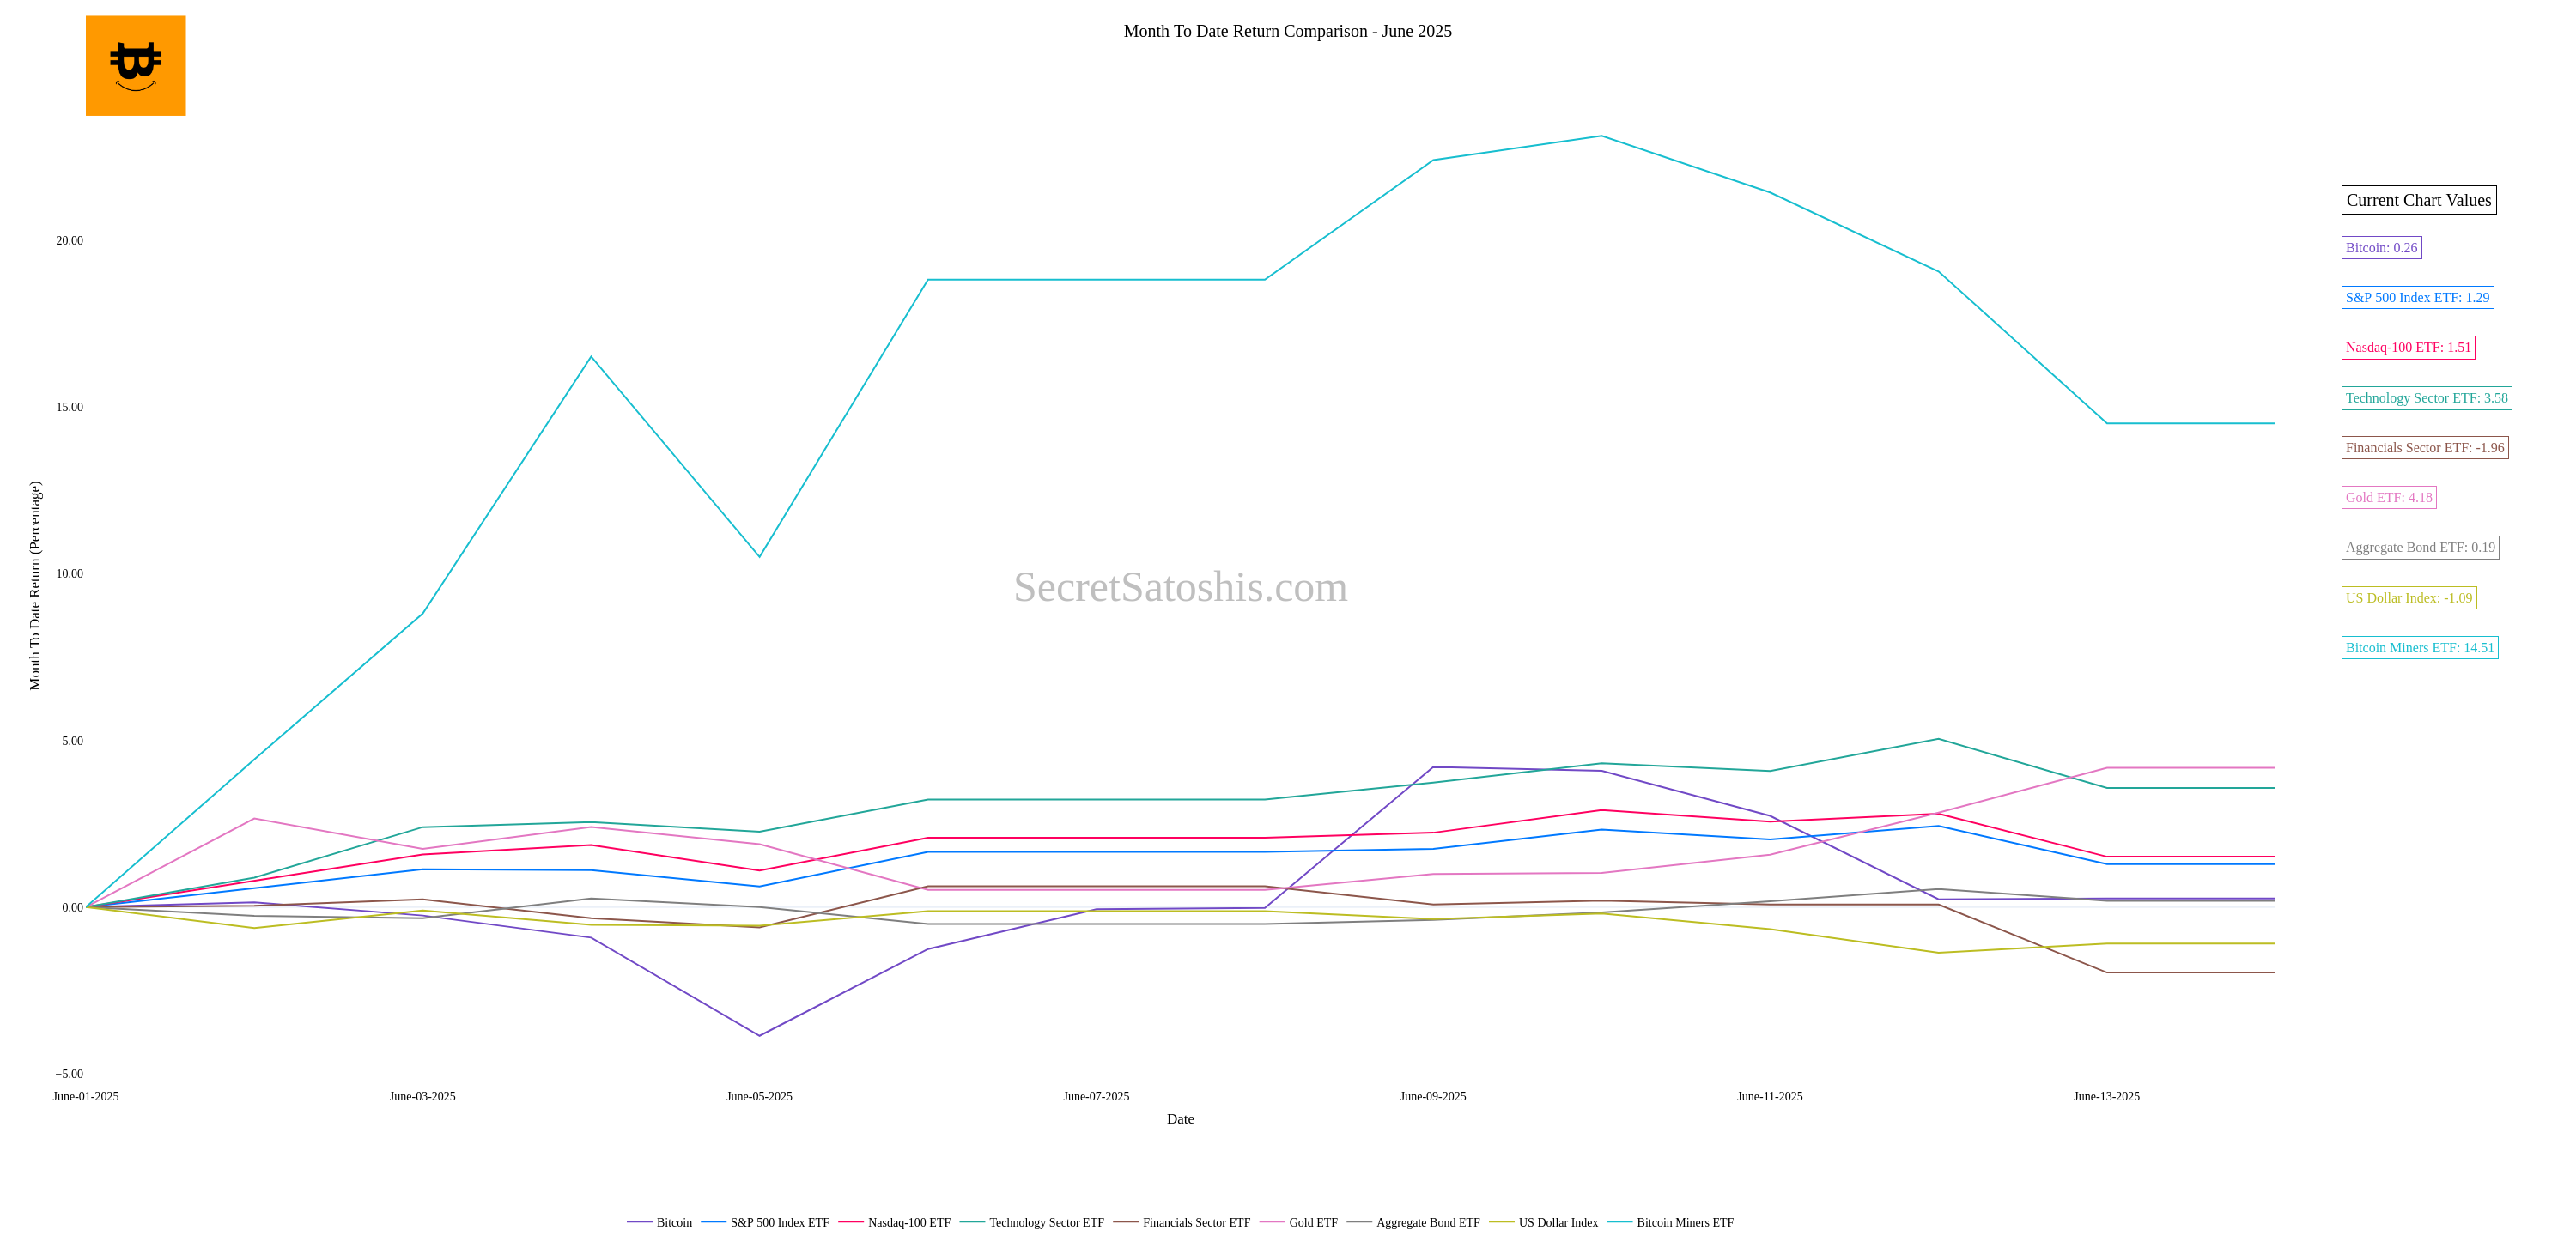 Month To Date Return Comparison - June 2025
Current Chart Values
Bitcoin: 0.26
S&P 500 Index ETF: 1.29
Nasdaq-100 ETF: 1.51
Technology Sector ETF: 3.58
Financials Sector ETF: -1.96
Gold ETF: 4.18
Aggregate Bond ETF: 0.19
US Dollar Index: -1.09
Bitcoin Miners ETF: 14.51
Month To Date Return (Percentage)
20.00
15.00
10.00
5.00
0.00
−5.00
SecretSatoshis.com
June-01-2025 June-03-2025 June-05-2025 June-07-2025 June-09-2025 June-11-2025 June-13-2025
Date
Bitcoin S&P 500 Index ETF Nasdaq-100 ETF Technology Sector ETF Financials Sector ETF Gold ETF Aggregate Bond ETF US Dollar Index Bitcoin Miners ETF